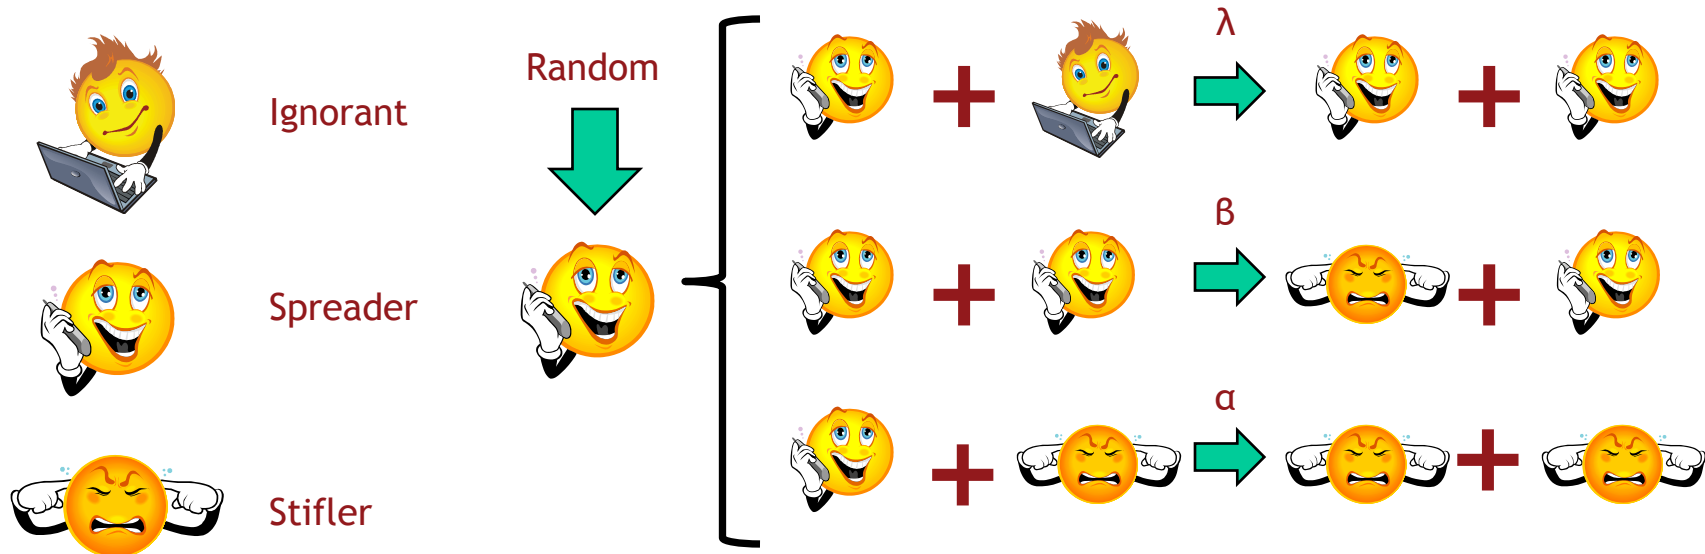 Ignorant
Spreader
Stifler
Random
λ
β
α